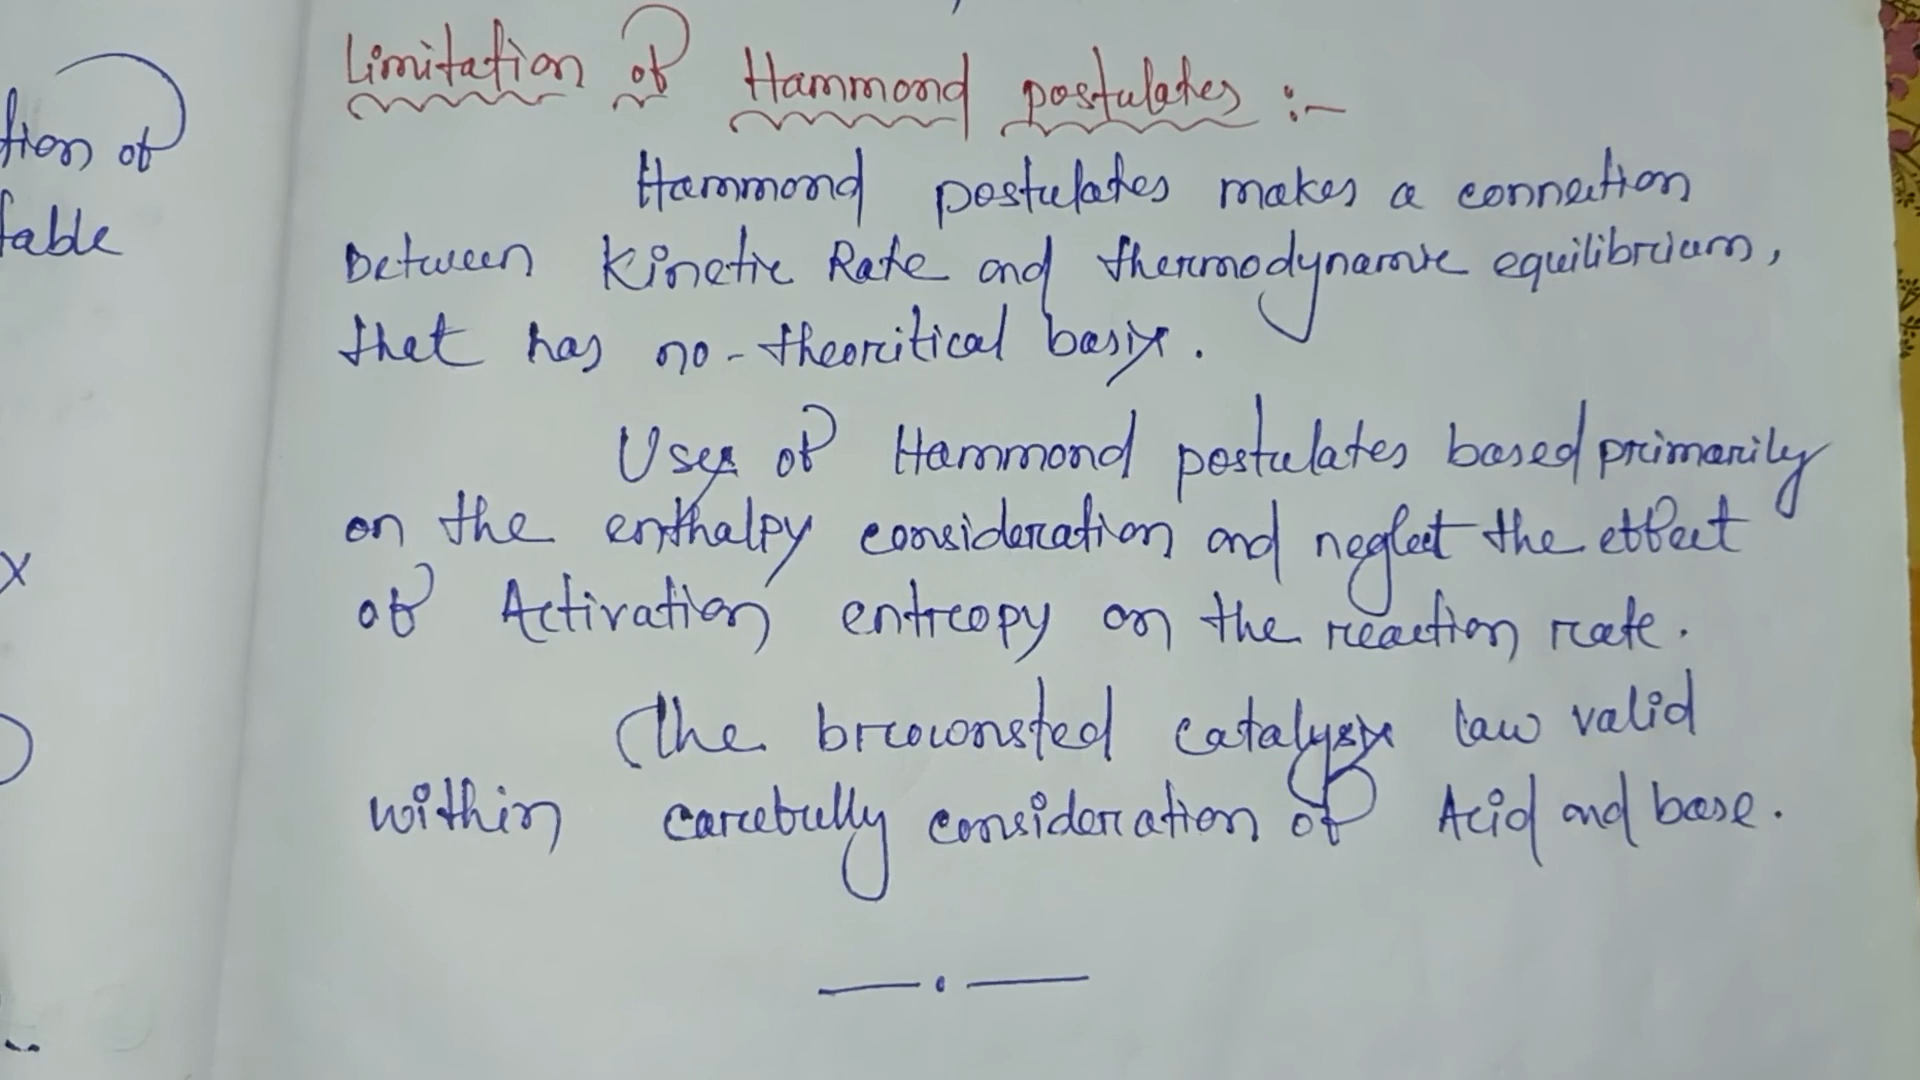 Limitation of Hammond postulates :-
Hammond postulates makes a connection
between Kinetic Rate and thermodynamic equilibrium,
that has no-theoritical basis.
Uses of Hammond postulates based primarily
on the enthalpy consideration and neglect the effect
of Activation entropy on the reaction rate.
The browonsted catalysis law valid
within carefully consideration of Acid and base.
tion of
table
x